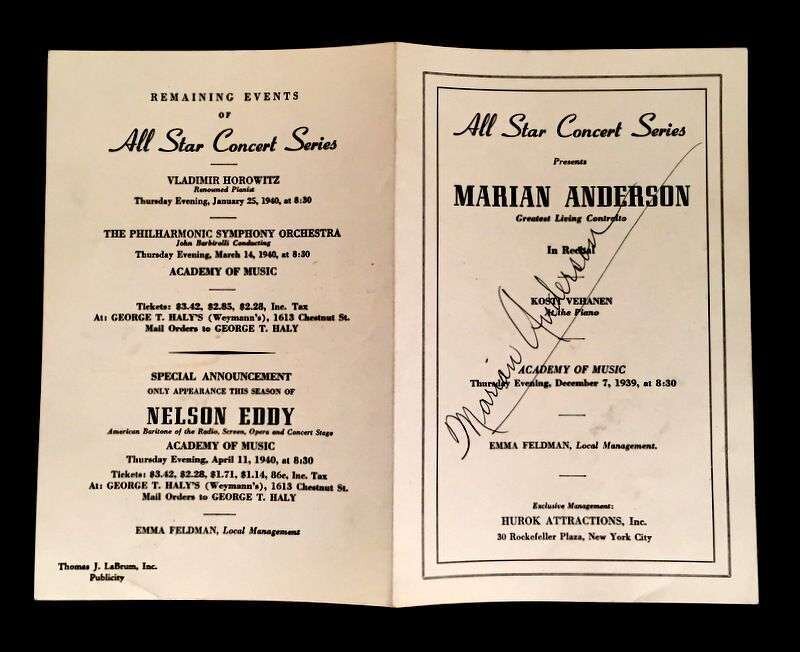 REMAINING EVENTS
OF
All Star Concert Series
VLADIMIR HOROWITZ
Renowned Pianist
Thursday Evening, January 25, 1940, at 8:30
THE PHILHARMONIC SYMPHONY ORCHESTRA
John Barbirolli Conducting
Thursday Evening, March 14, 1940, at 8:30
ACADEMY OF MUSIC
Tickets: $3.42, $2.85, $2.28, Inc. Tax
At: GEORGE T. HALY'S (Weymann's), 1613 Chestnut St.
Mail Orders to GEORGE T. HALY
SPECIAL ANNOUNCEMENT
ONLY APPEARANCE THIS SEASON OF
NELSON EDDY
American Baritone of the Radio, Screen, Opera and Concert Stage
ACADEMY OF MUSIC
Thursday Evening, April 11, 1940, at 8:30
Tickets: $3.42, $2.28, $1.71, $1.14, 86c, Inc. Tax
At: GEORGE T. HALY'S (Weymann's), 1613 Chestnut St.
Mail Orders to GEORGE T. HALY
EMMA FELDMAN, Local Management
Thomas J. LaBrum, Inc.
Publicity
All Star Concert Series
Presents
MARIAN ANDERSON
Greatest Living Contralto
In Recital
KOSTI VEHANEN
At the Piano
ACADEMY OF MUSIC
Thursday Evening, December 7, 1939, at 8:30
EMMA FELDMAN, Local Management.
Exclusive Management:
HUROK ATTRACTIONS, Inc.
30 Rockefeller Plaza, New York City
Marian Anderson